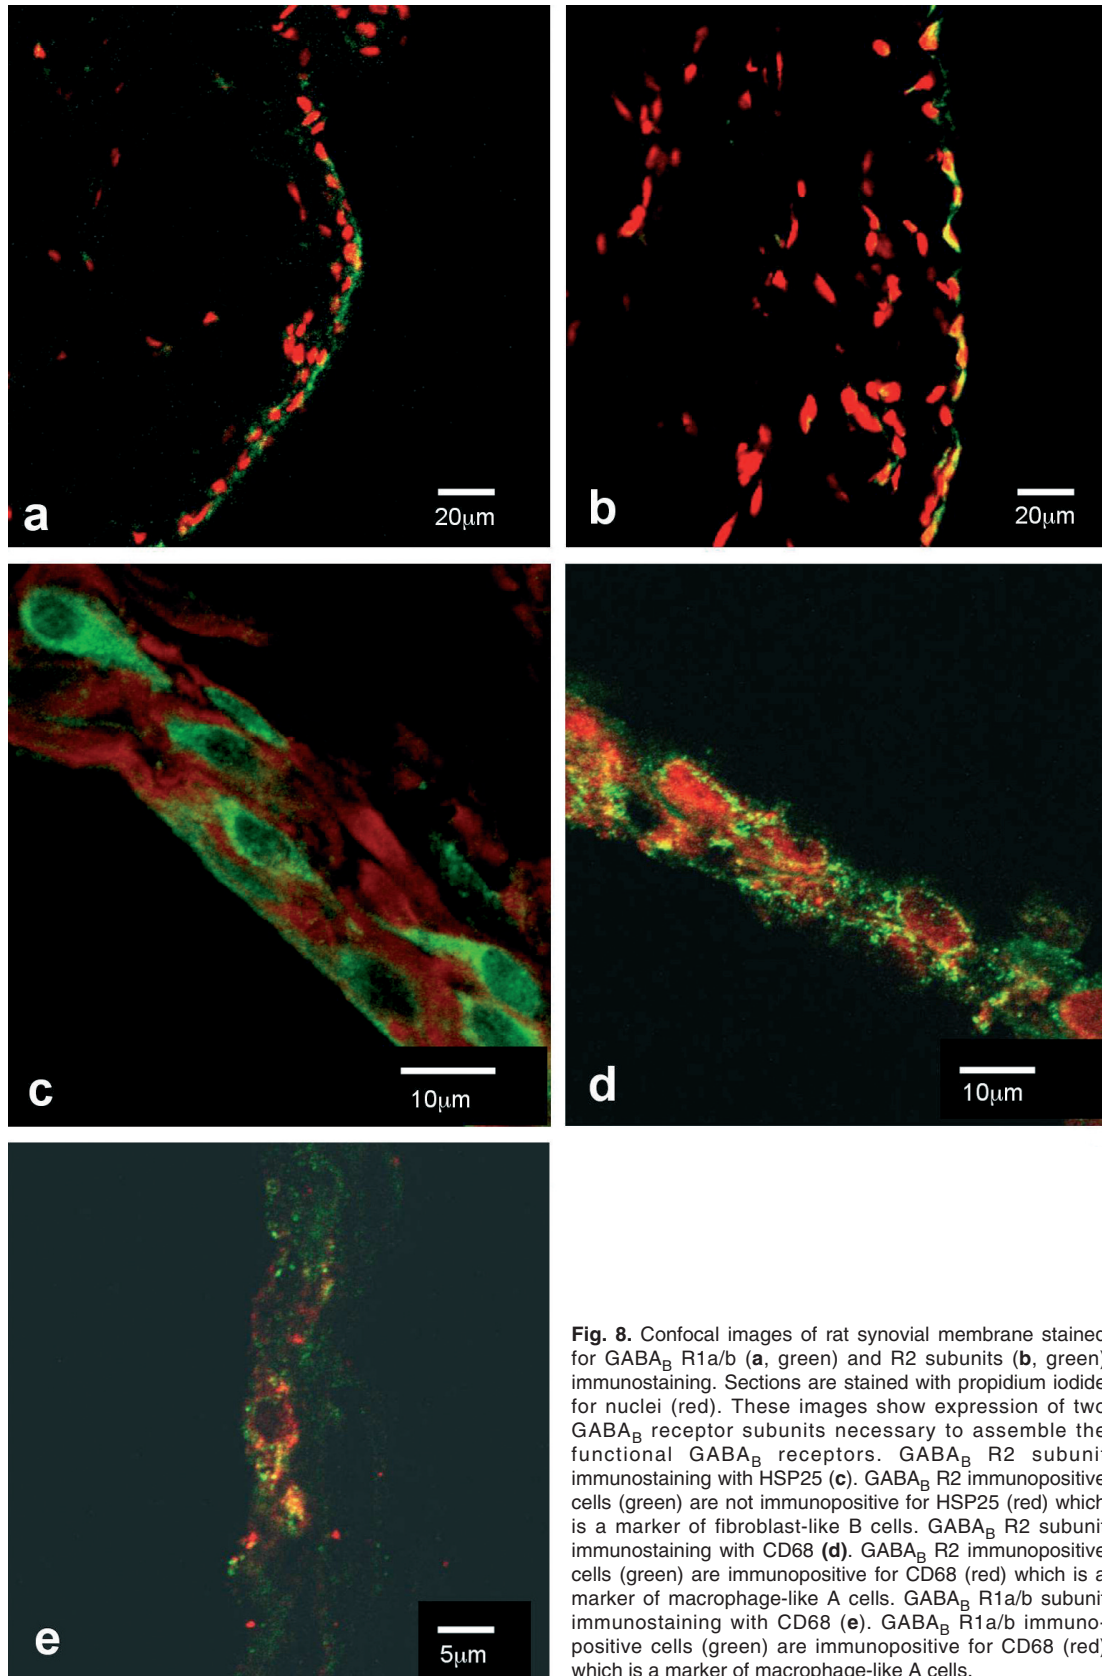 a
20μm
b
20μm
c
10μm
d
10μm
e
5μm
Fig. 8. Confocal images of rat synovial membrane stained
for GABAB R1a/b (a, green) and R2 subunits (b, green)
immunostaining. Sections are stained with propidium iodide
for nuclei (red). These images show expression of two
GABAB receptor subunits necessary to assemble the
functional GABAB receptors. GABAB R2 subunit
immunostaining with HSP25 (c). GABAB R2 immunopositive
cells (green) are not immunopositive for HSP25 (red) which
is a marker of fibroblast-like B cells. GABAB R2 subunit
immunostaining with CD68 (d). GABAB R2 immunopositive
cells (green) are immunopositive for CD68 (red) which is a
marker of macrophage-like A cells. GABAB R1a/b subunit
immunostaining with CD68 (e). GABAB R1a/b immuno-
positive cells (green) are immunopositive for CD68 (red)
which is a marker of macrophage-like A cells.